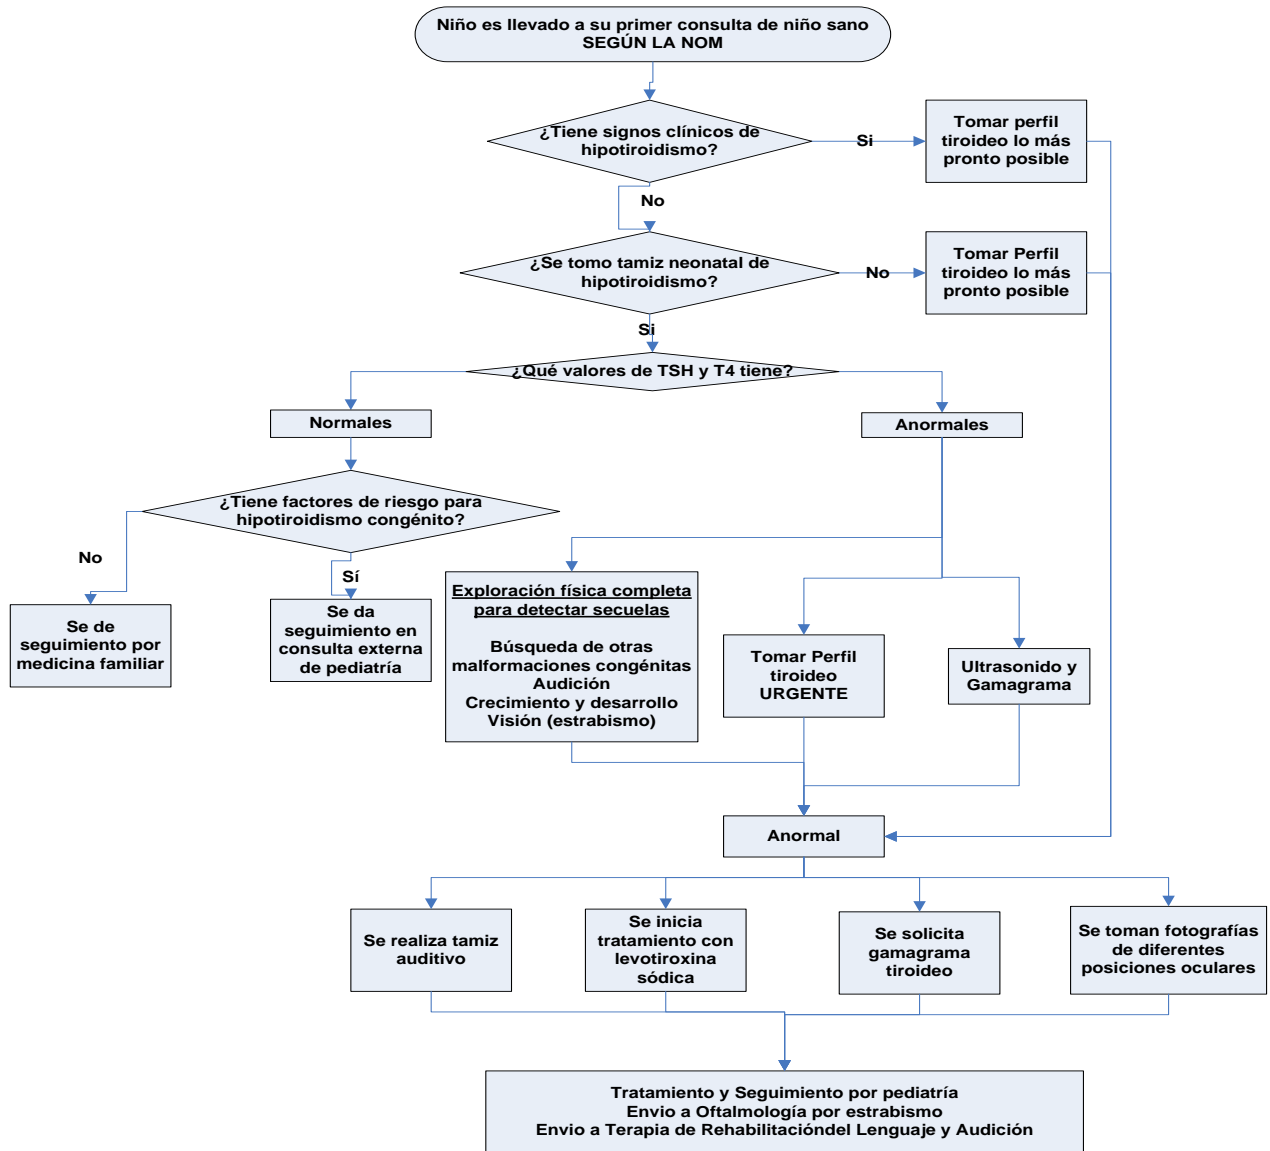 Niño es llevado a su primer consulta de niño sano
SEGÚN LA NOM
¿Tiene signos clínicos de
hipotiroidismo?
Si
Tomar perfil
tiroideo lo más
pronto posible
No
¿Se tomo tamiz neonatal de
hipotiroidismo?
No
Tomar Perfil
tiroideo lo más
pronto posible
Si
¿Qué valores de TSH y T4 tiene?
Normales
Anormales
¿Tiene factores de riesgo para
hipotiroidismo congénito?
No
Sí
Se de
seguimiento por
medicina familiar
Se da
seguimiento en
consulta externa
de pediatría
Exploración física completa
para detectar secuelas
Búsqueda de otras
malformaciones congénitas
Audición
Crecimiento y desarrollo
Visión (estrabismo)
Tomar Perfil
tiroideo
URGENTE
Ultrasonido y
Gamagrama
Anormal
Se realiza tamiz
auditivo
Se inicia
tratamiento con
levotiroxina
sódica
Se solicita
gamagrama
tiroideo
Se toman fotografías
de diferentes
posiciones oculares
Tratamiento y Seguimiento por pediatría
Envio a Oftalmología por estrabismo
Envio a Terapia de Rehabilitacióndel Lenguaje y Audición